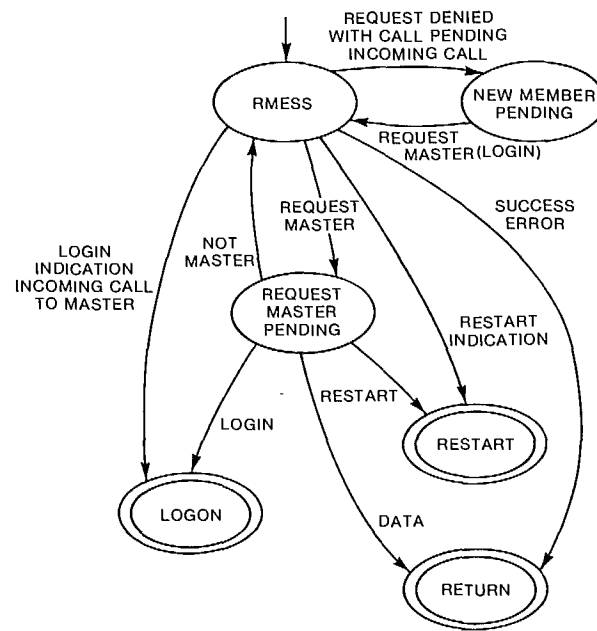 REQUEST DENIED
WITH CALL PENDING
INCOMING CALL
RMESS
NEW MEMBER
PENDING
REQUEST
MASTER(LOGIN)
SUCCESS
ERROR
REQUEST
MASTER
NOT
MASTER
LOGIN
INDICATION
INCOMING CALL
TO MASTER
REQUEST
MASTER
PENDING
RESTART
INDICATION
RESTART
LOGIN
RESTART
LOGON
DATA
RETURN